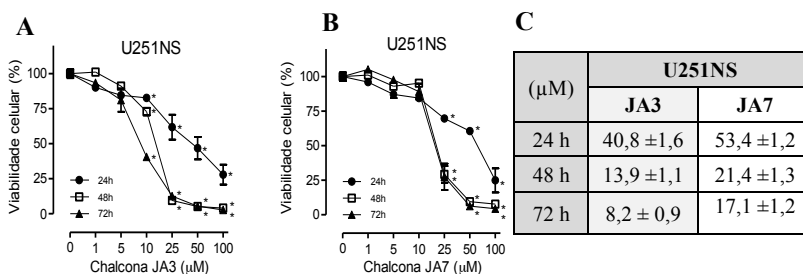 A
U251NS
Viabilidade celular (%)
100
75
50
25
0
24h
48h
72h
* * * * * * * * * * *
0 1 5 10 25 50 100
Chalcona JA3 (μM)
B
U251NS
Viabilidade celular (%)
100
75
50
25
0
24h
48h
72h
* * * * * * * * *
0 1 5 10 25 50 100
Chalcona JA7 (μM)
C
(μM) U251NS
JA3 JA7
24 h 40,8 ±1,6 53,4 ±1,2
48 h 13,9 ±1,1 21,4 ±1,3
72 h 8,2 ± 0,9 17,1 ±1,2